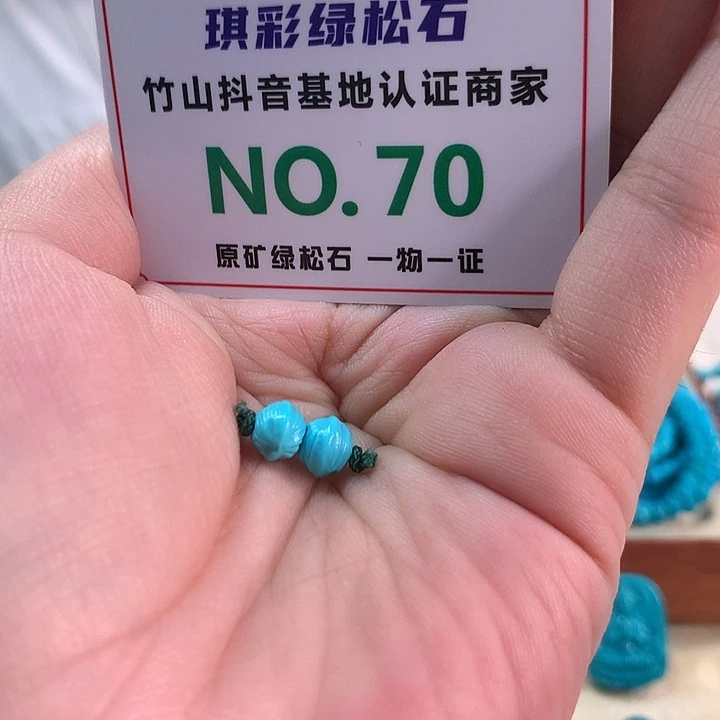 琪彩绿松石
竹山抖音基地认证商家
NO.70
原矿绿松石 一物一证